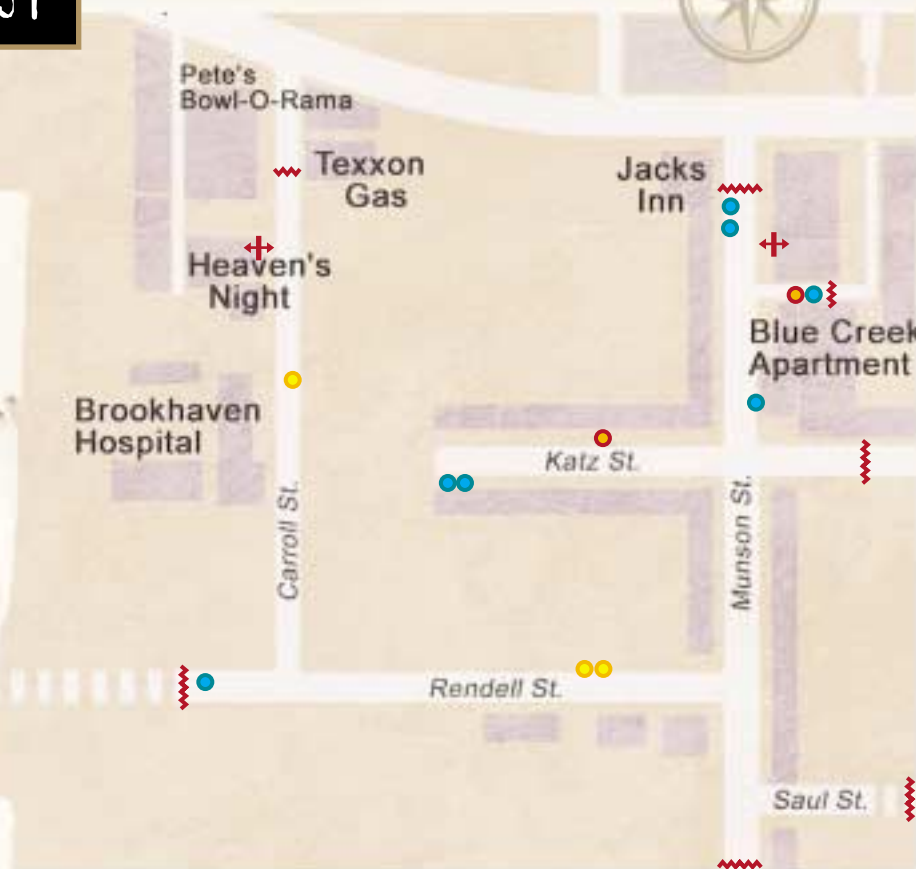 Pete's
Bowl-O-Rama
Texxon
Gas
Jacks
Inn
Heaven's
Night
Blue Creek
Apartment
Brookhaven
Hospital
Katz St.
Carroll St.
Munson St.
Rendell St.
Saul St.